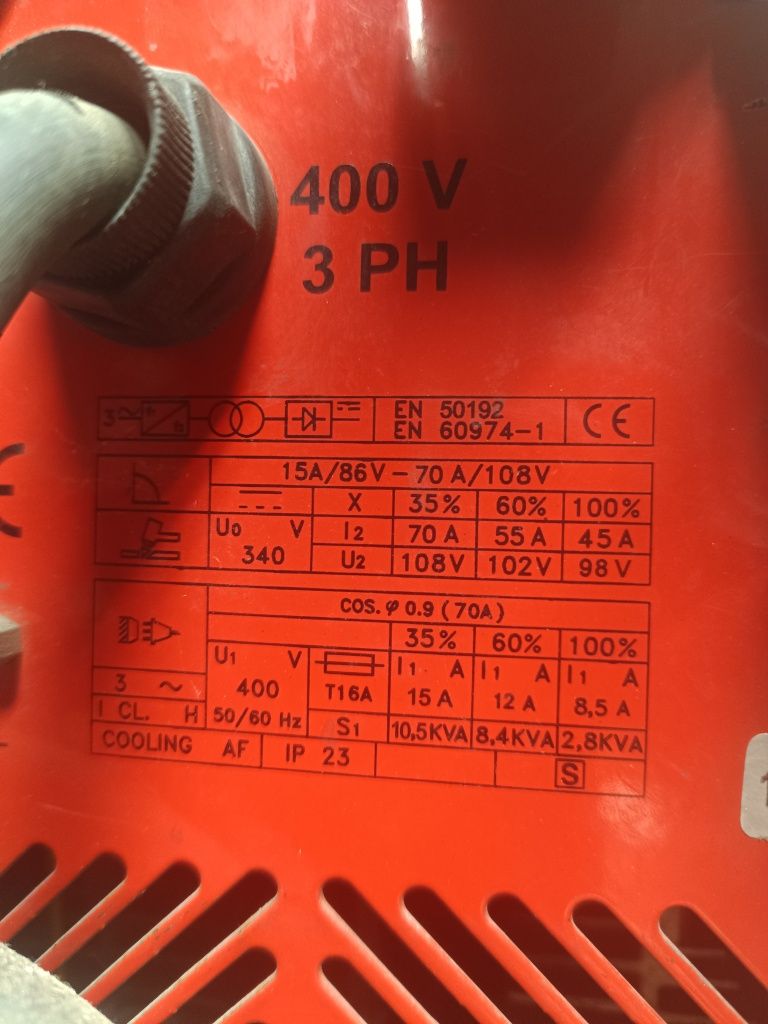 400 V
3 PH
3~ EN 50192
EN 60974-1 CE
15A/86V - 70 A/108V
X 35% 60% 100%
U0 V I2 70 A 55 A 45 A
340 U2 108V 102V 98 V
COS. φ 0.9 (70A)
35% 60% 100%
U1 V I1 A I1 A I1 A
3 ~ 400 T16A 15 A 12 A 8,5 A
I CL. H 50/60 Hz S1 10,5KVA 8,4KVA 2,8KVA
COOLING AF IP 23 S